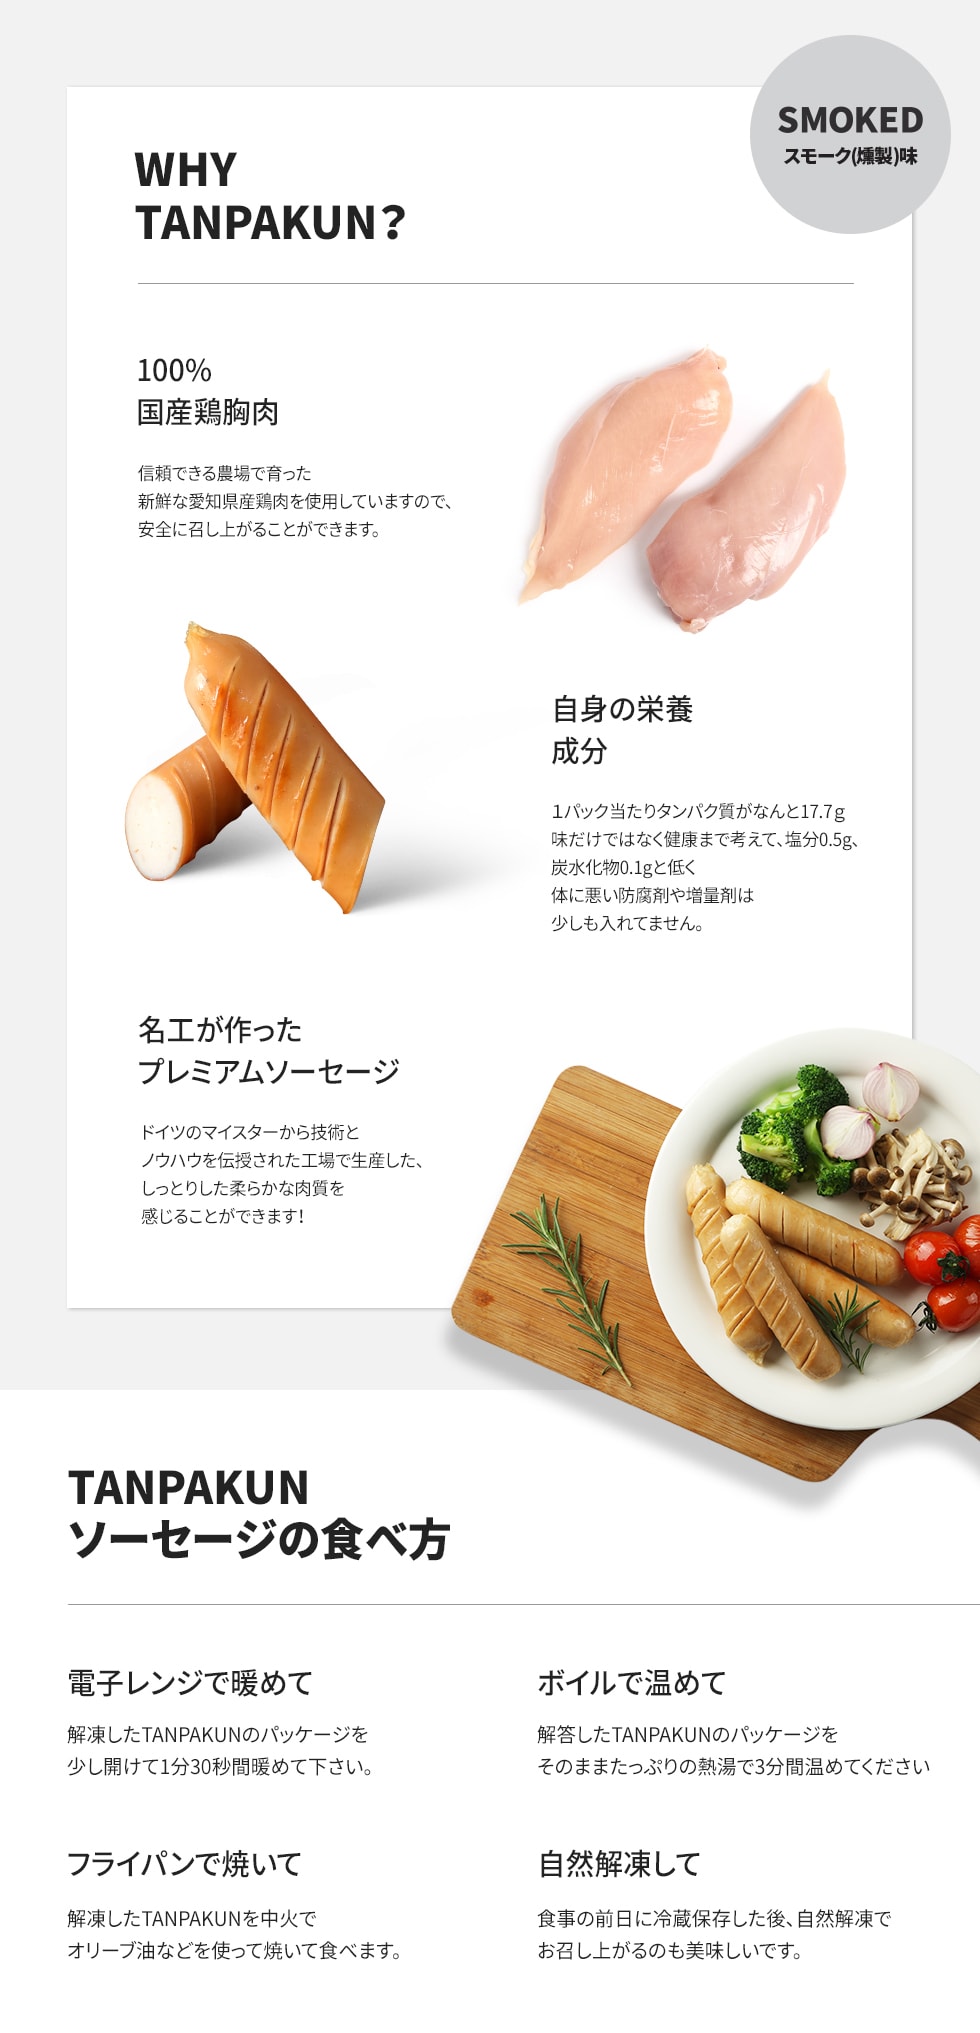 SMOKED
スモーク(燻製)味
WHY
TANPAKUN？
100%
国産鶏胸肉
信頼できる農場で育った
新鮮な愛知県産鶏肉を使用していますので、
安全に召し上がることができます。
自身の栄養
成分
１パック当たりタンパク質がなんと17.7ｇ
味だけではなく健康まで考えて、塩分0.5g、
炭水化物0.1gと低く
体に悪い防腐剤や増量剤は
少しも入れてません。
名工が作った
プレミアムソーセージ
ドイツのマイスターから技術と
ノウハウを伝授された工場で生産した、
しっとりした柔らかな肉質を
感じることができます！
TANPAKUN
ソーセージの食べ方
電子レンジで暖めて
解凍したTANPAKUNのパッケージを
少し開けて1分30秒間暖めて下さい。
ボイルで温めて
解答したTANPAKUNのパッケージを
そのままたっぷりの熱湯で3分間温めてください
フライパンで焼いて
解凍したTANPAKUNを中火で
オリーブ油などを使って焼いて食べます。
自然解凍して
食事の前日に冷蔵保存した後、自然解凍で
お召し上がるのも美味しいです。